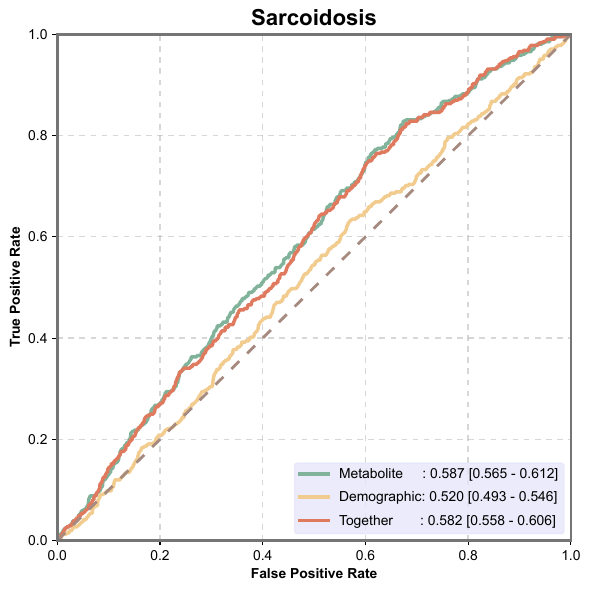 Sarcoidosis
True Positive Rate
1.0
0.8
0.6
0.4
0.2
0.0
Metabolite : 0.587 [0.565 - 0.612]
Demographic: 0.520 [0.493 - 0.546]
Together : 0.582 [0.558 - 0.606]
0.0 0.2 0.4 0.6 0.8 1.0
False Positive Rate